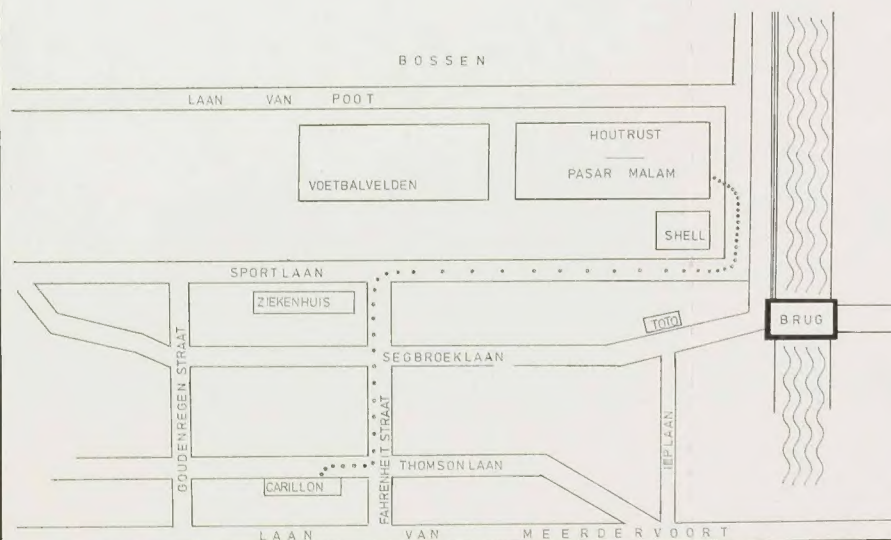 BOSSEN
LAAN VAN POOT
HOUTRUST
PASAR MALAM
VOETBALVELDEN
SHELL
SPORTLAAN
ZIEKENHUIS
TOTO
BRUG
SEGBROEKLAAN
GOUDENREGEN STRAAT
FAHRENHEIT STRAAT
IEPLAAN
THOMSONLAAN
CARILLON
LAAN VAN MEERDERVOORT